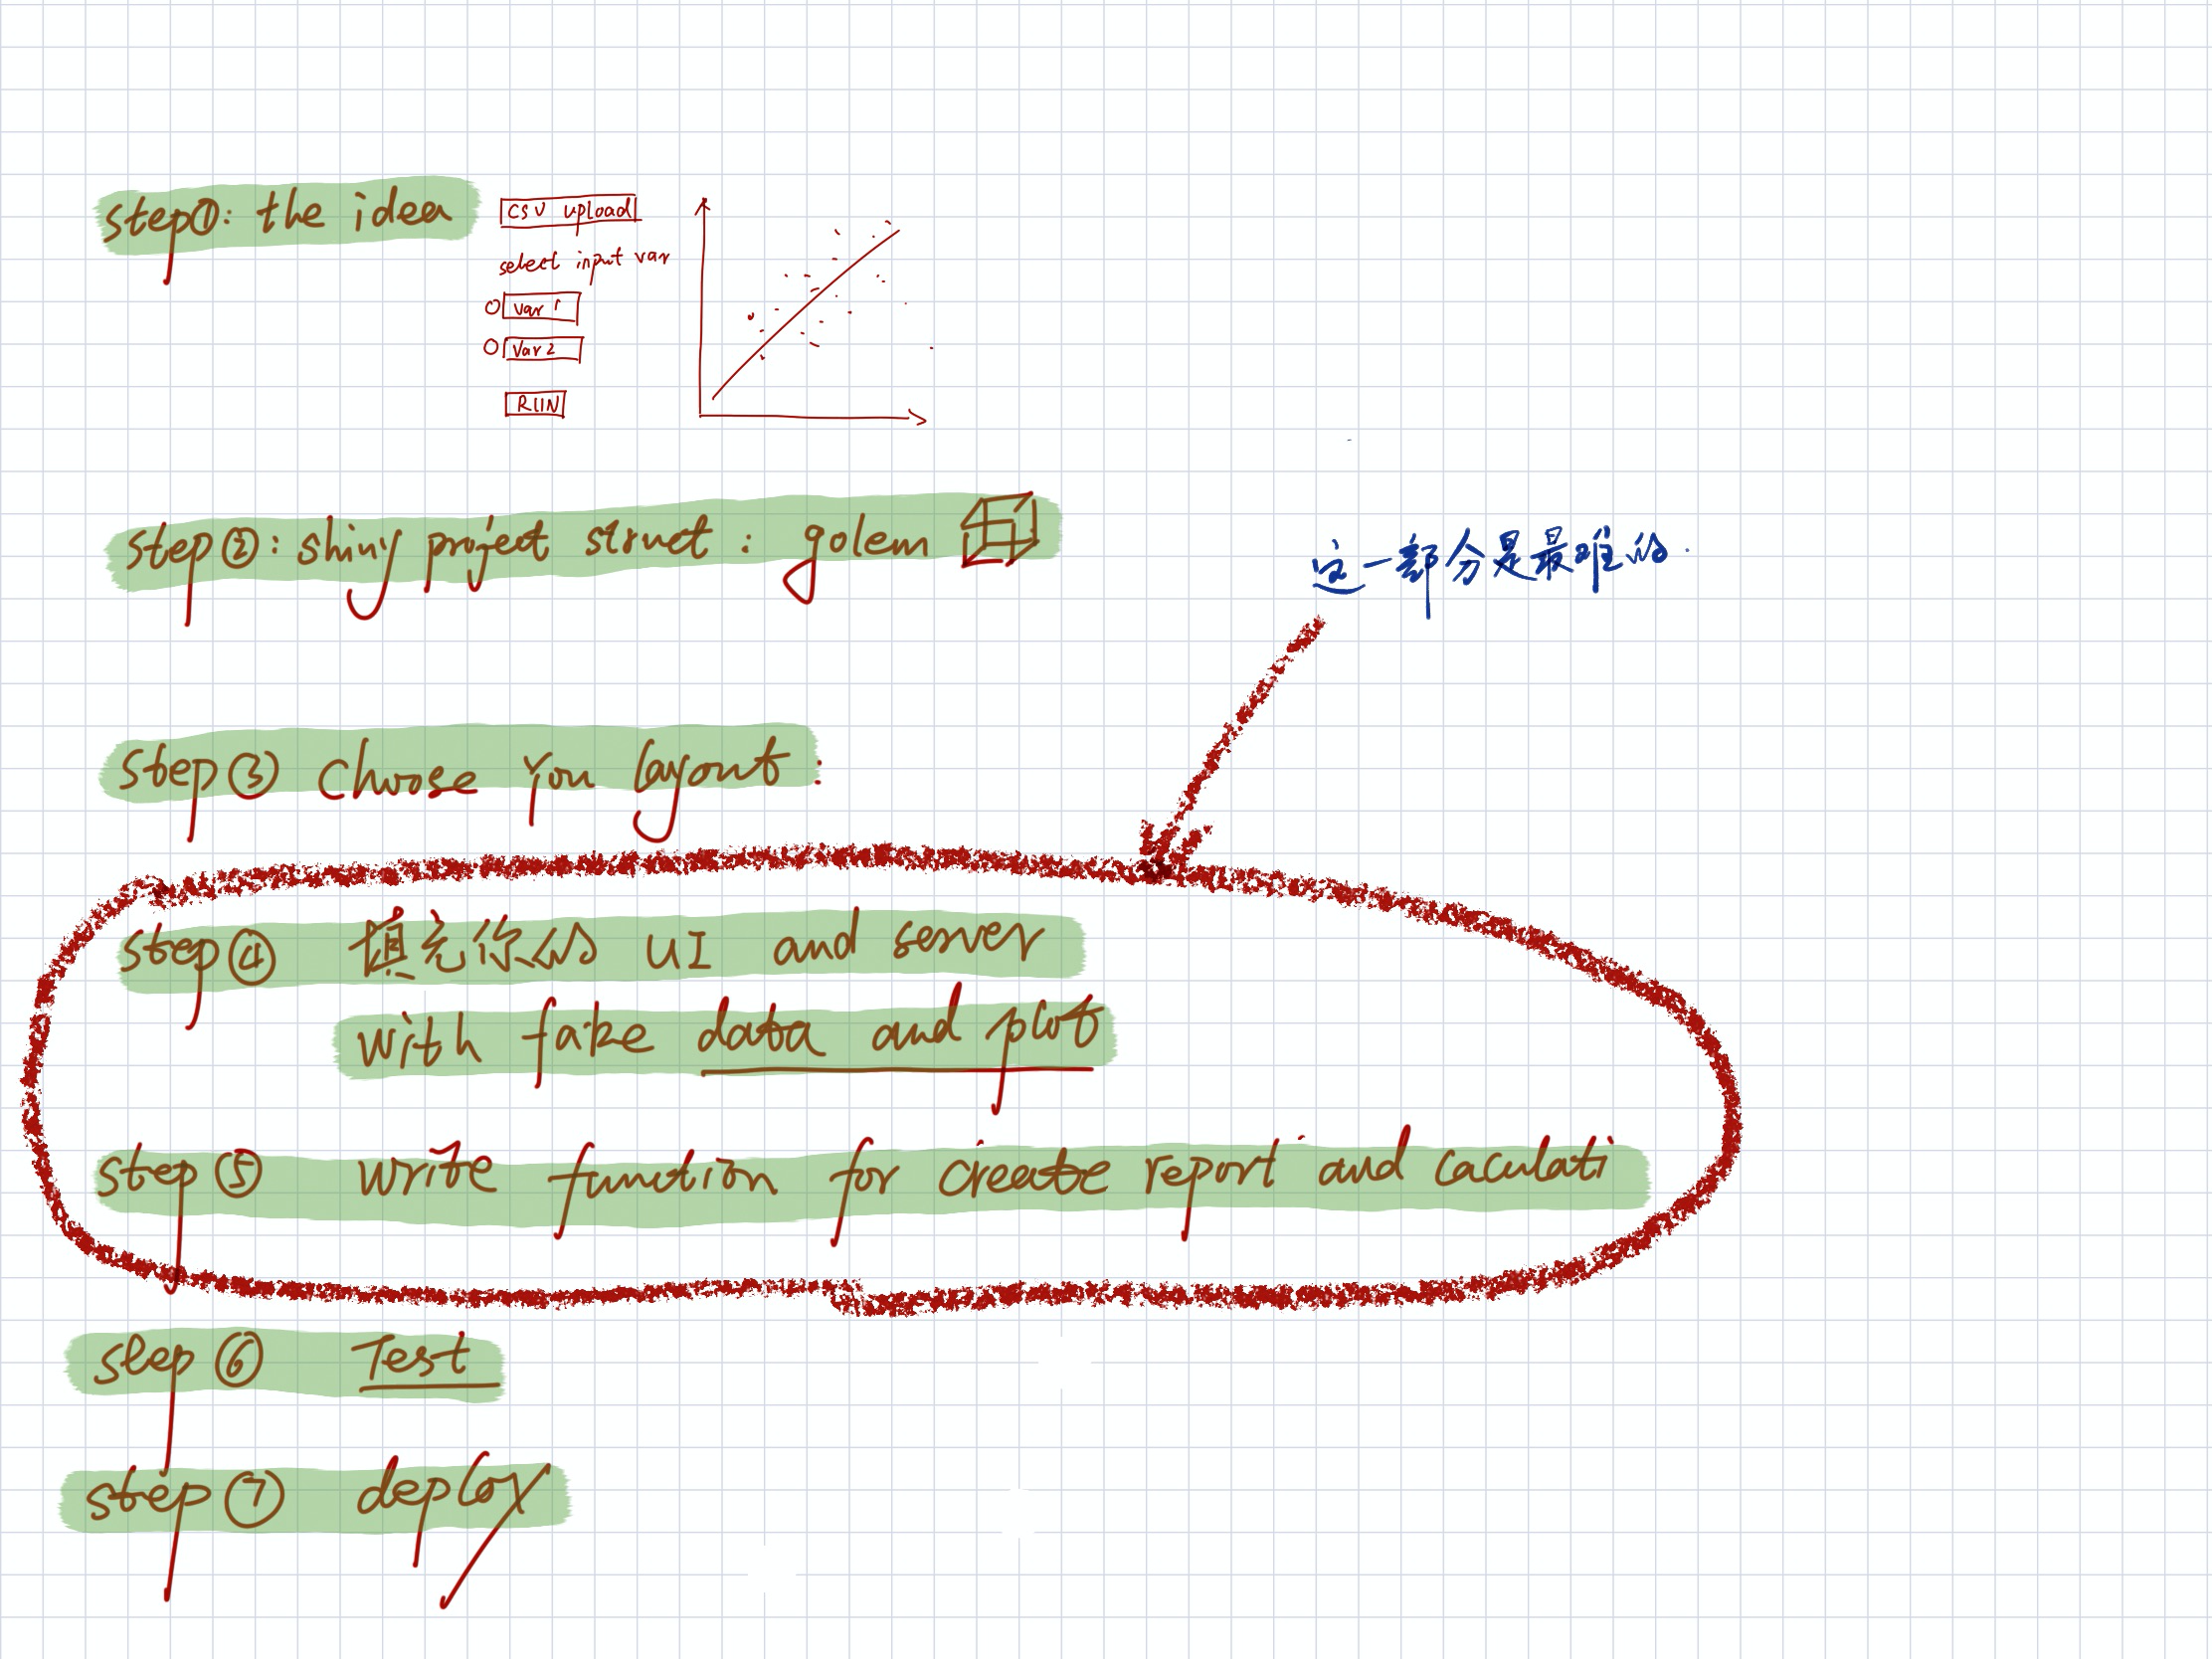 step①: the idea
csv upload
select input var
var 1
Var 2
RUN
step②: shiny project struct: golem 包
这一部分是最难的.
step③ choose you layout:
step④ 填充你的 UI and server
with fake data and plot
step⑤ write function for create report and caculati
step⑥ Test
step⑦ deploy